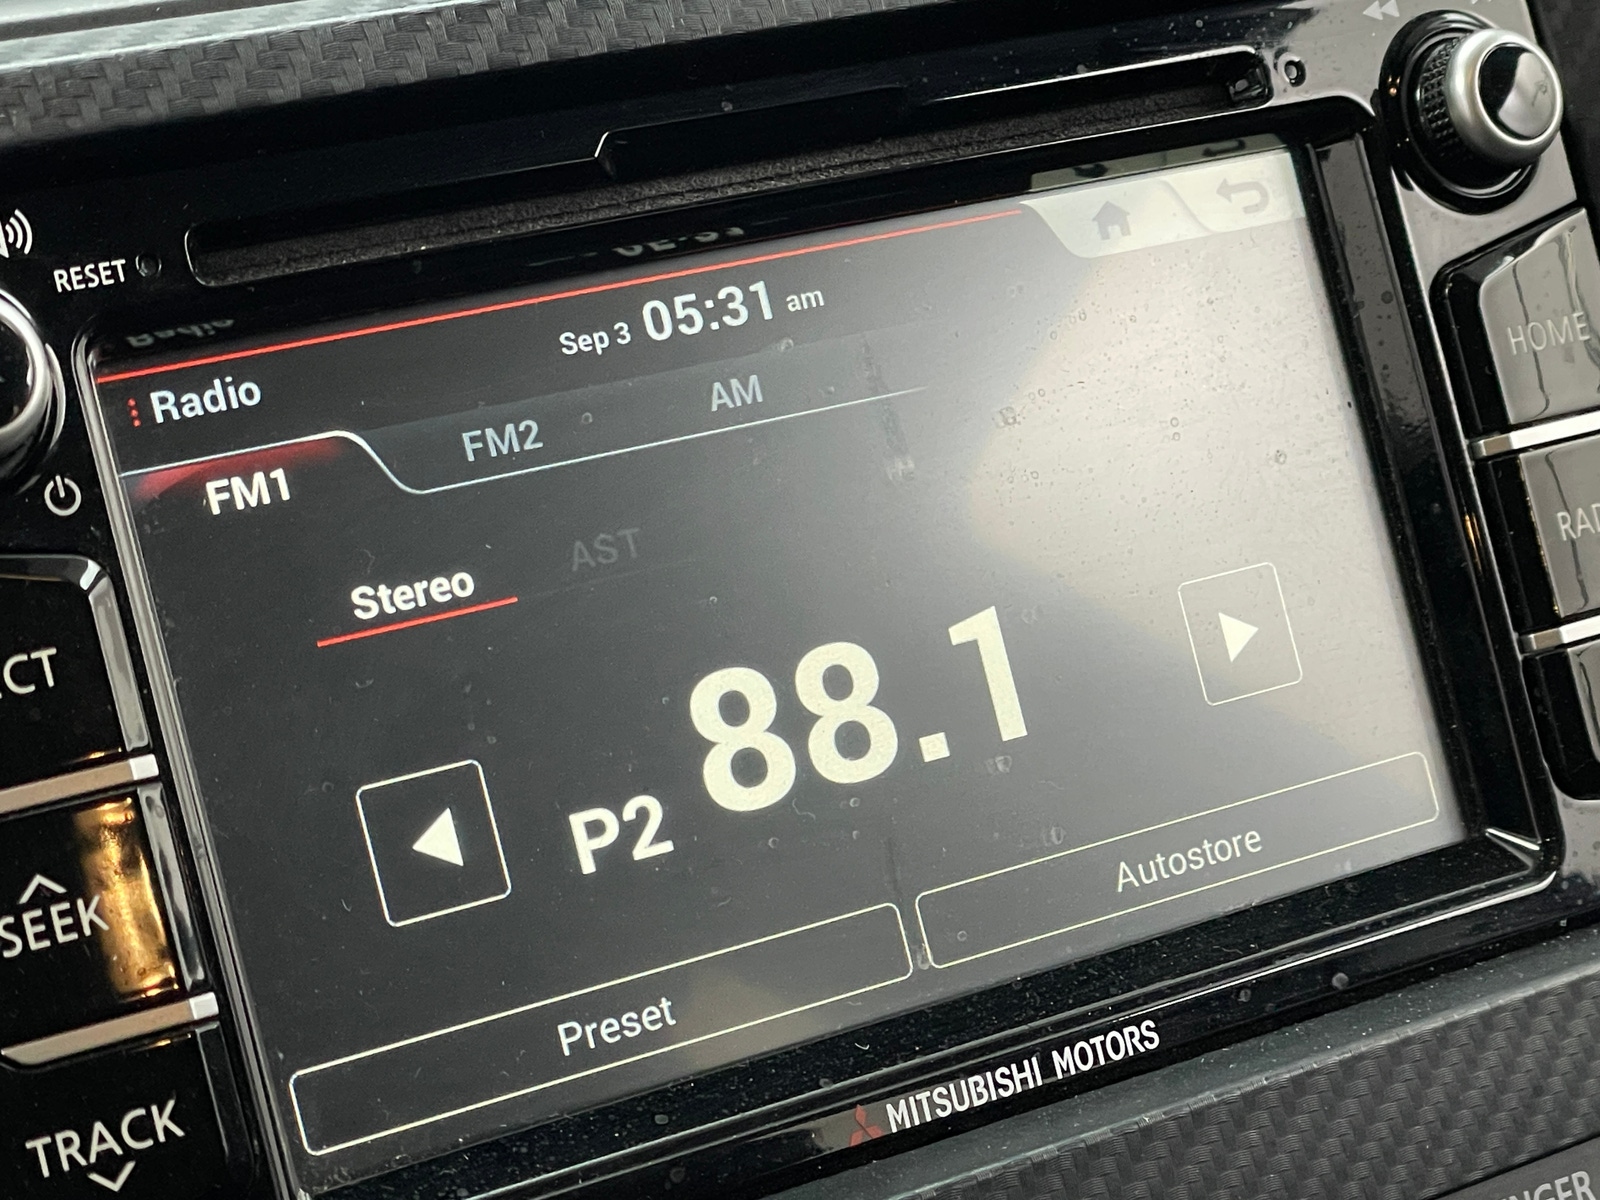 RESET
Sep 3 05:31 am
Radio
FM1 FM2 AM
Stereo AST
P2 88.1
Preset Autostore
MITSUBISHI MOTORS
HOME
SEEK
TRACK